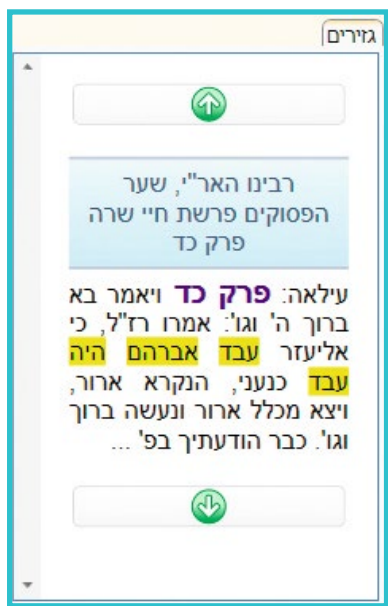 גזירים
רבינו האר"י, שער
הפסוקים פרשת חיי שרה
פרק כד
עילאה: פרק כד ויאמר בא
ברוך ה' וגו': אמרו רז"ל, כי
אליעזר עבד אברהם היה
עבד כנעני, הנקרא ארור,
ויצא מכלל ארור ונעשה ברוך
וגו'. כבר הודעתיך בפ' ...